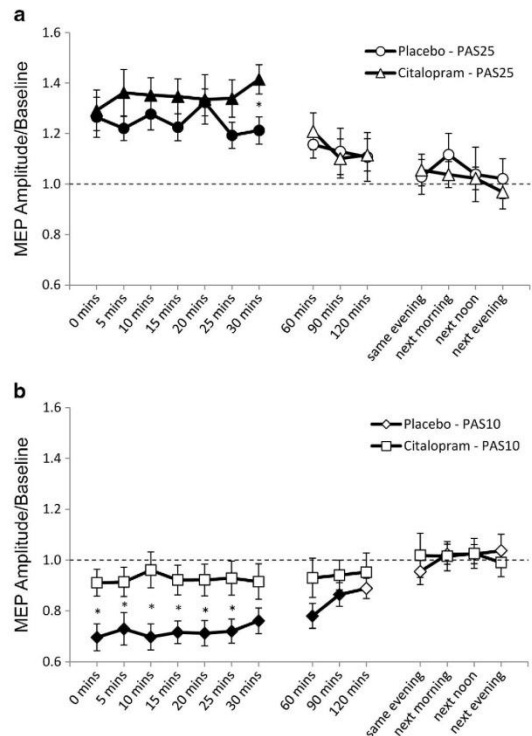 a
1.6
1.4
1.2
1.0
0.8
0.6
MEP Amplitude/Baseline
Placebo - PAS25
Citalopram - PAS25
*
0 mins
5 mins
10 mins
15 mins
20 mins
25 mins
30 mins
60 mins
90 mins
120 mins
same evening
next morning
next noon
next evening
b
1.6
1.4
1.2
1.0
0.8
0.6
MEP Amplitude/Baseline
Placebo - PAS10
Citalopram - PAS10
* * * * * *
0 mins
5 mins
10 mins
15 mins
20 mins
25 mins
30 mins
60 mins
90 mins
120 mins
same evening
next morning
next noon
next evening